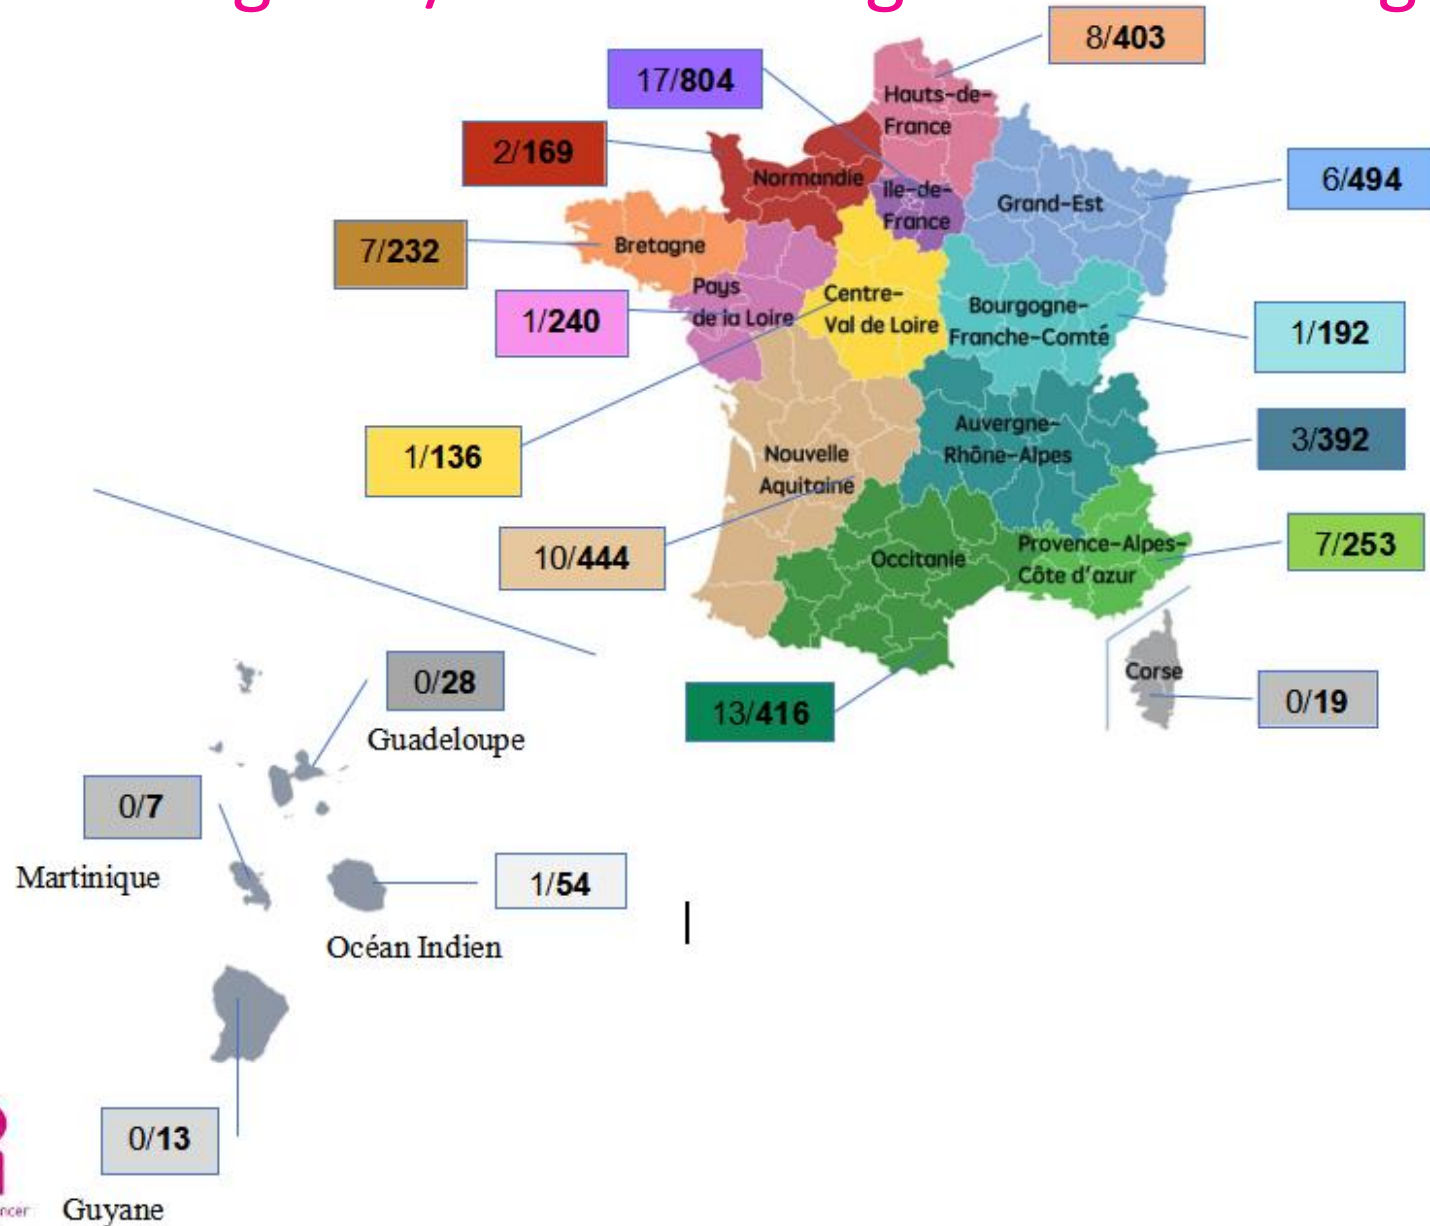 8/403
17/804
Hauts-de-
France
2/169
6/494
Normandie
ile-de-
France
Grand-Est
7/232
Bretagne
Pays
de la Loire
1/240
Centre-
Val de Loire
Bourgogne-
Franche-Comté
1/192
1/136
Auvergne-
Rhône-Alpes
3/392
Nouvelle
Aquitaine
10/444
Occitanie
Provence-Alpes-
Côte d'azur
7/253
0/28
Guadeloupe
13/416
Corse
0/19
0/7
Martinique
1/54
Océan Indien
0/13
Guyane